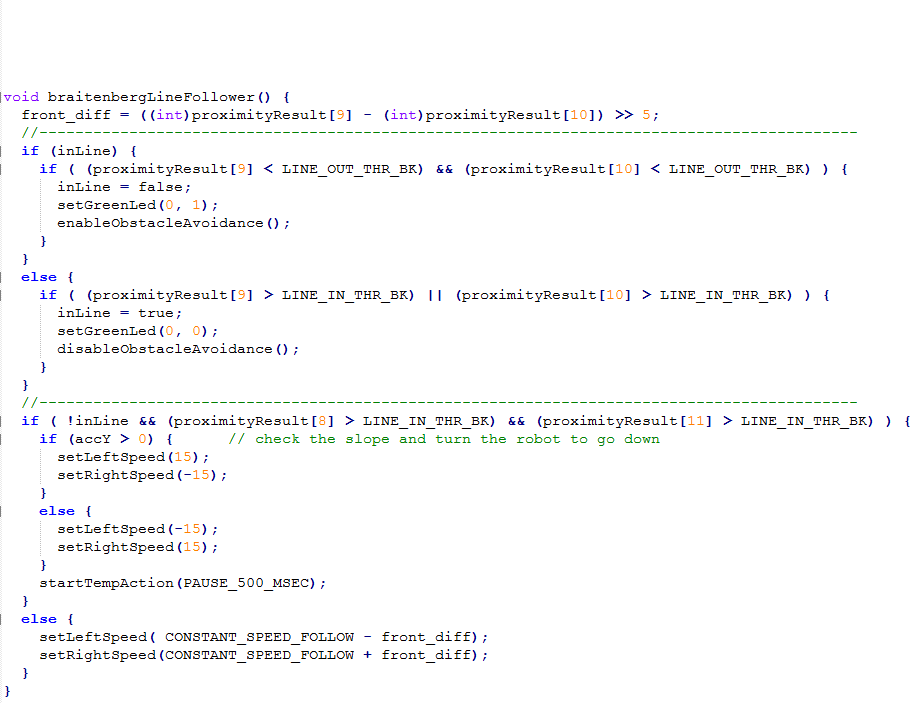 void braitenbergLineFollower() {
  front_diff = ((int)proximityResult[9] - (int)proximityResult[10]) >> 5;
  //-------------------------------------------------------------------------------------------
  if (inLine) {
    if ( (proximityResult[9] < LINE_OUT_THR_BK) && (proximityResult[10] < LINE_OUT_THR_BK) ) {
      inLine = false;
      setGreenLed(0, 1);
      enableObstacleAvoidance();
    }
  }
  else {
    if ( (proximityResult[9] > LINE_IN_THR_BK) || (proximityResult[10] > LINE_IN_THR_BK) ) {
      inLine = true;
      setGreenLed(0, 0);
      disableObstacleAvoidance();
    }
  }
  //-------------------------------------------------------------------------------------------
  if ( !inLine && (proximityResult[8] > LINE_IN_THR_BK) && (proximityResult[11] > LINE_IN_THR_BK) ) {
    if (accY > 0) {      // check the slope and turn the robot to go down
      setLeftSpeed(15);
      setRightSpeed(-15);
    }
    else {
      setLeftSpeed(-15);
      setRightSpeed(15);
    }
    startTempAction(PAUSE_500_MSEC);
  }
  else {
    setLeftSpeed( CONSTANT_SPEED_FOLLOW - front_diff);
    setRightSpeed(CONSTANT_SPEED_FOLLOW + front_diff);
  }
}